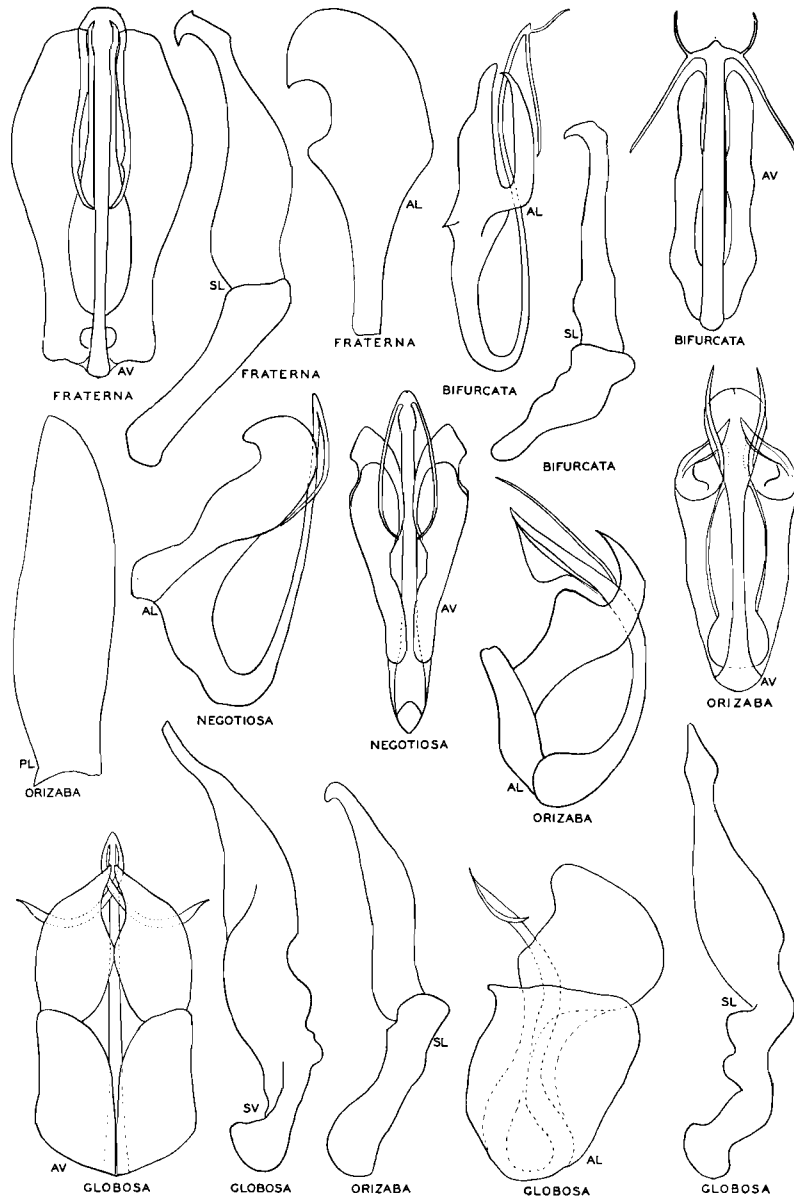 AV
FRATERNA
SL
FRATERNA
AL
FRATERNA
AL
BIFURCATA
SL
BIFURCATA
AV
BIFURCATA
PL
ORIZABA
AL
NEGOTIOSA
AV
NEGOTIOSA
AL
ORIZABA
AV
ORIZABA
AV
GLOBOSA
SV
GLOBOSA
SL
ORIZABA
AL
GLOBOSA
SL
GLOBOSA